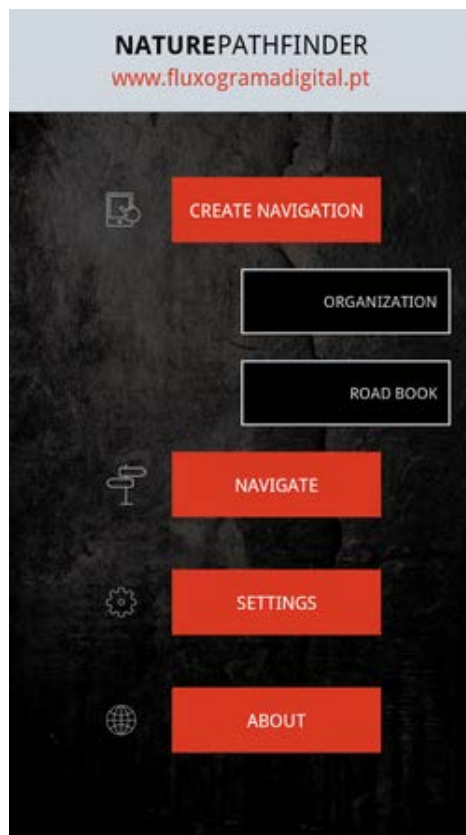 NATUREPATHFINDER
www.fluxogramadigital.pt
CREATE NAVIGATION
ORGANIZATION
ROAD BOOK
NAVIGATE
SETTINGS
ABOUT